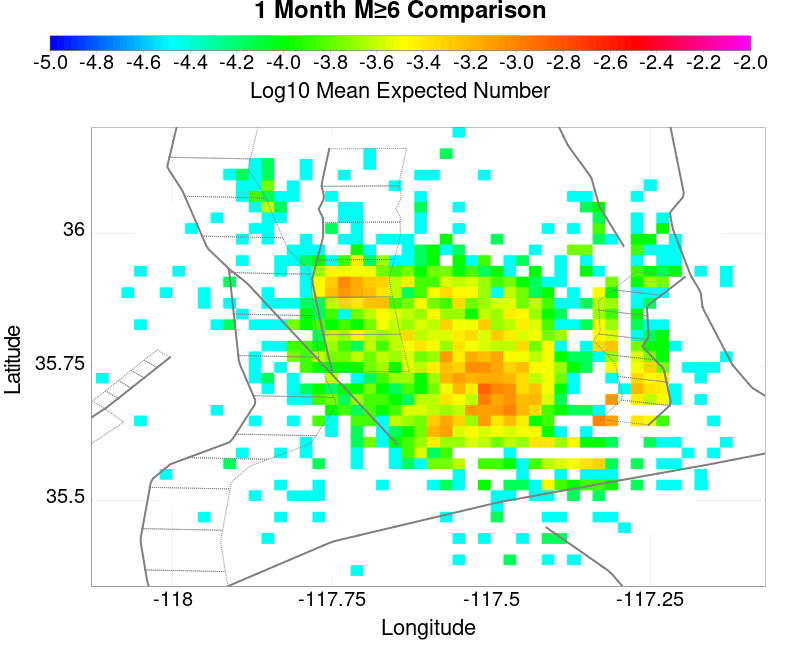 1 Month M≥6 Comparison
-5.0 -4.8 -4.6 -4.4 -4.2 -4.0 -3.8 -3.6 -3.4 -3.2 -3.0 -2.8 -2.6 -2.4 -2.2 -2.0
Log10 Mean Expected Number
36
35.75
35.5
Latitude
-118 -117.75 -117.5 -117.25
Longitude